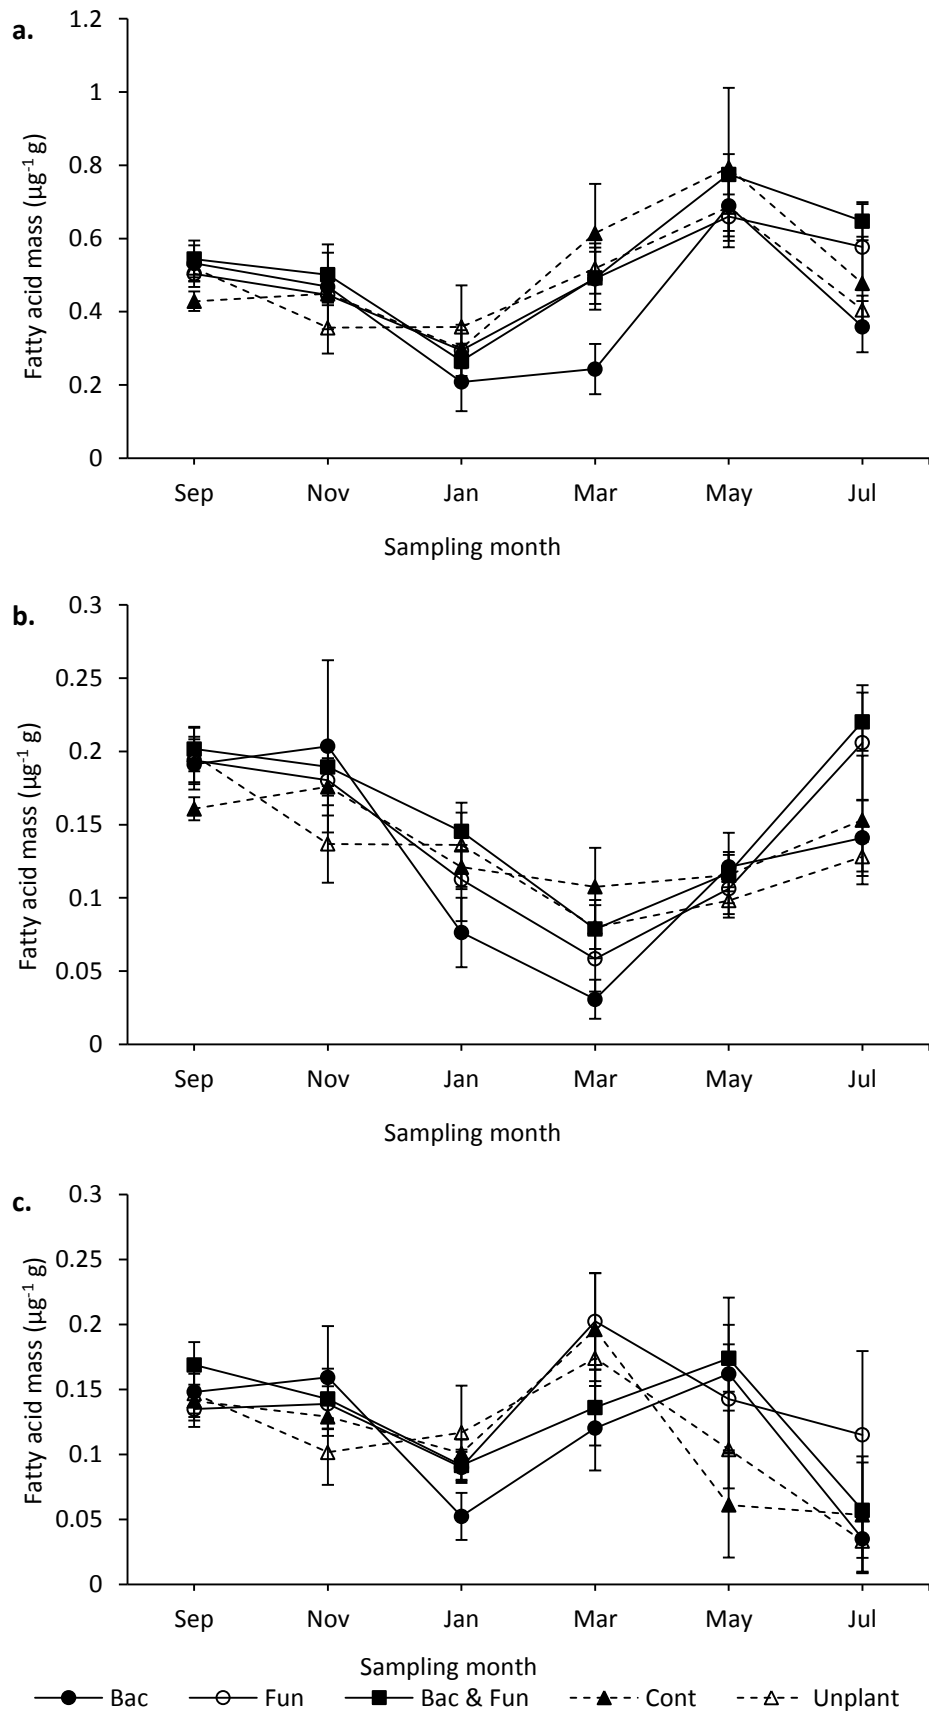 a.
Fatty acid mass (µg⁻¹ g)
1.2
1
0.8
0.6
0.4
0.2
0
Sep Nov Jan Mar May Jul
Sampling month
b.
Fatty acid mass (µg⁻¹ g)
0.3
0.25
0.2
0.15
0.1
0.05
0
Sep Nov Jan Mar May Jul
Sampling month
c.
Fatty acid mass (µg⁻¹ g)
0.3
0.25
0.2
0.15
0.1
0.05
0
Sep Nov Jan Mar May Jul
Sampling month
Bac Fun Bac & Fun Cont Unplant